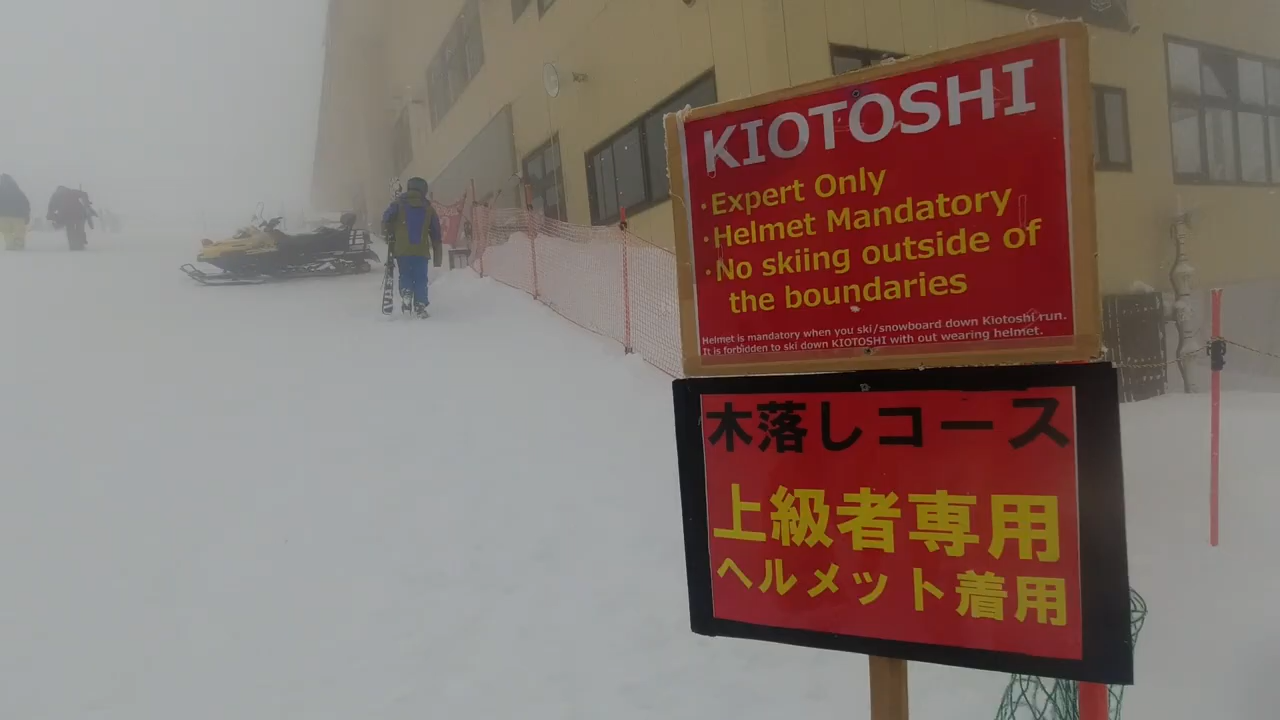 KIOTOSHI
・Expert Only
・Helmet Mandatory
・No skiing outside of
the boundaries
Helmet is mandatory when you ski/snowboard down Kiotoshi run.
It is forbidden to ski down KIOTOSHI with out wearing helmet.
木落しコース
上級者専用
ヘルメット着用